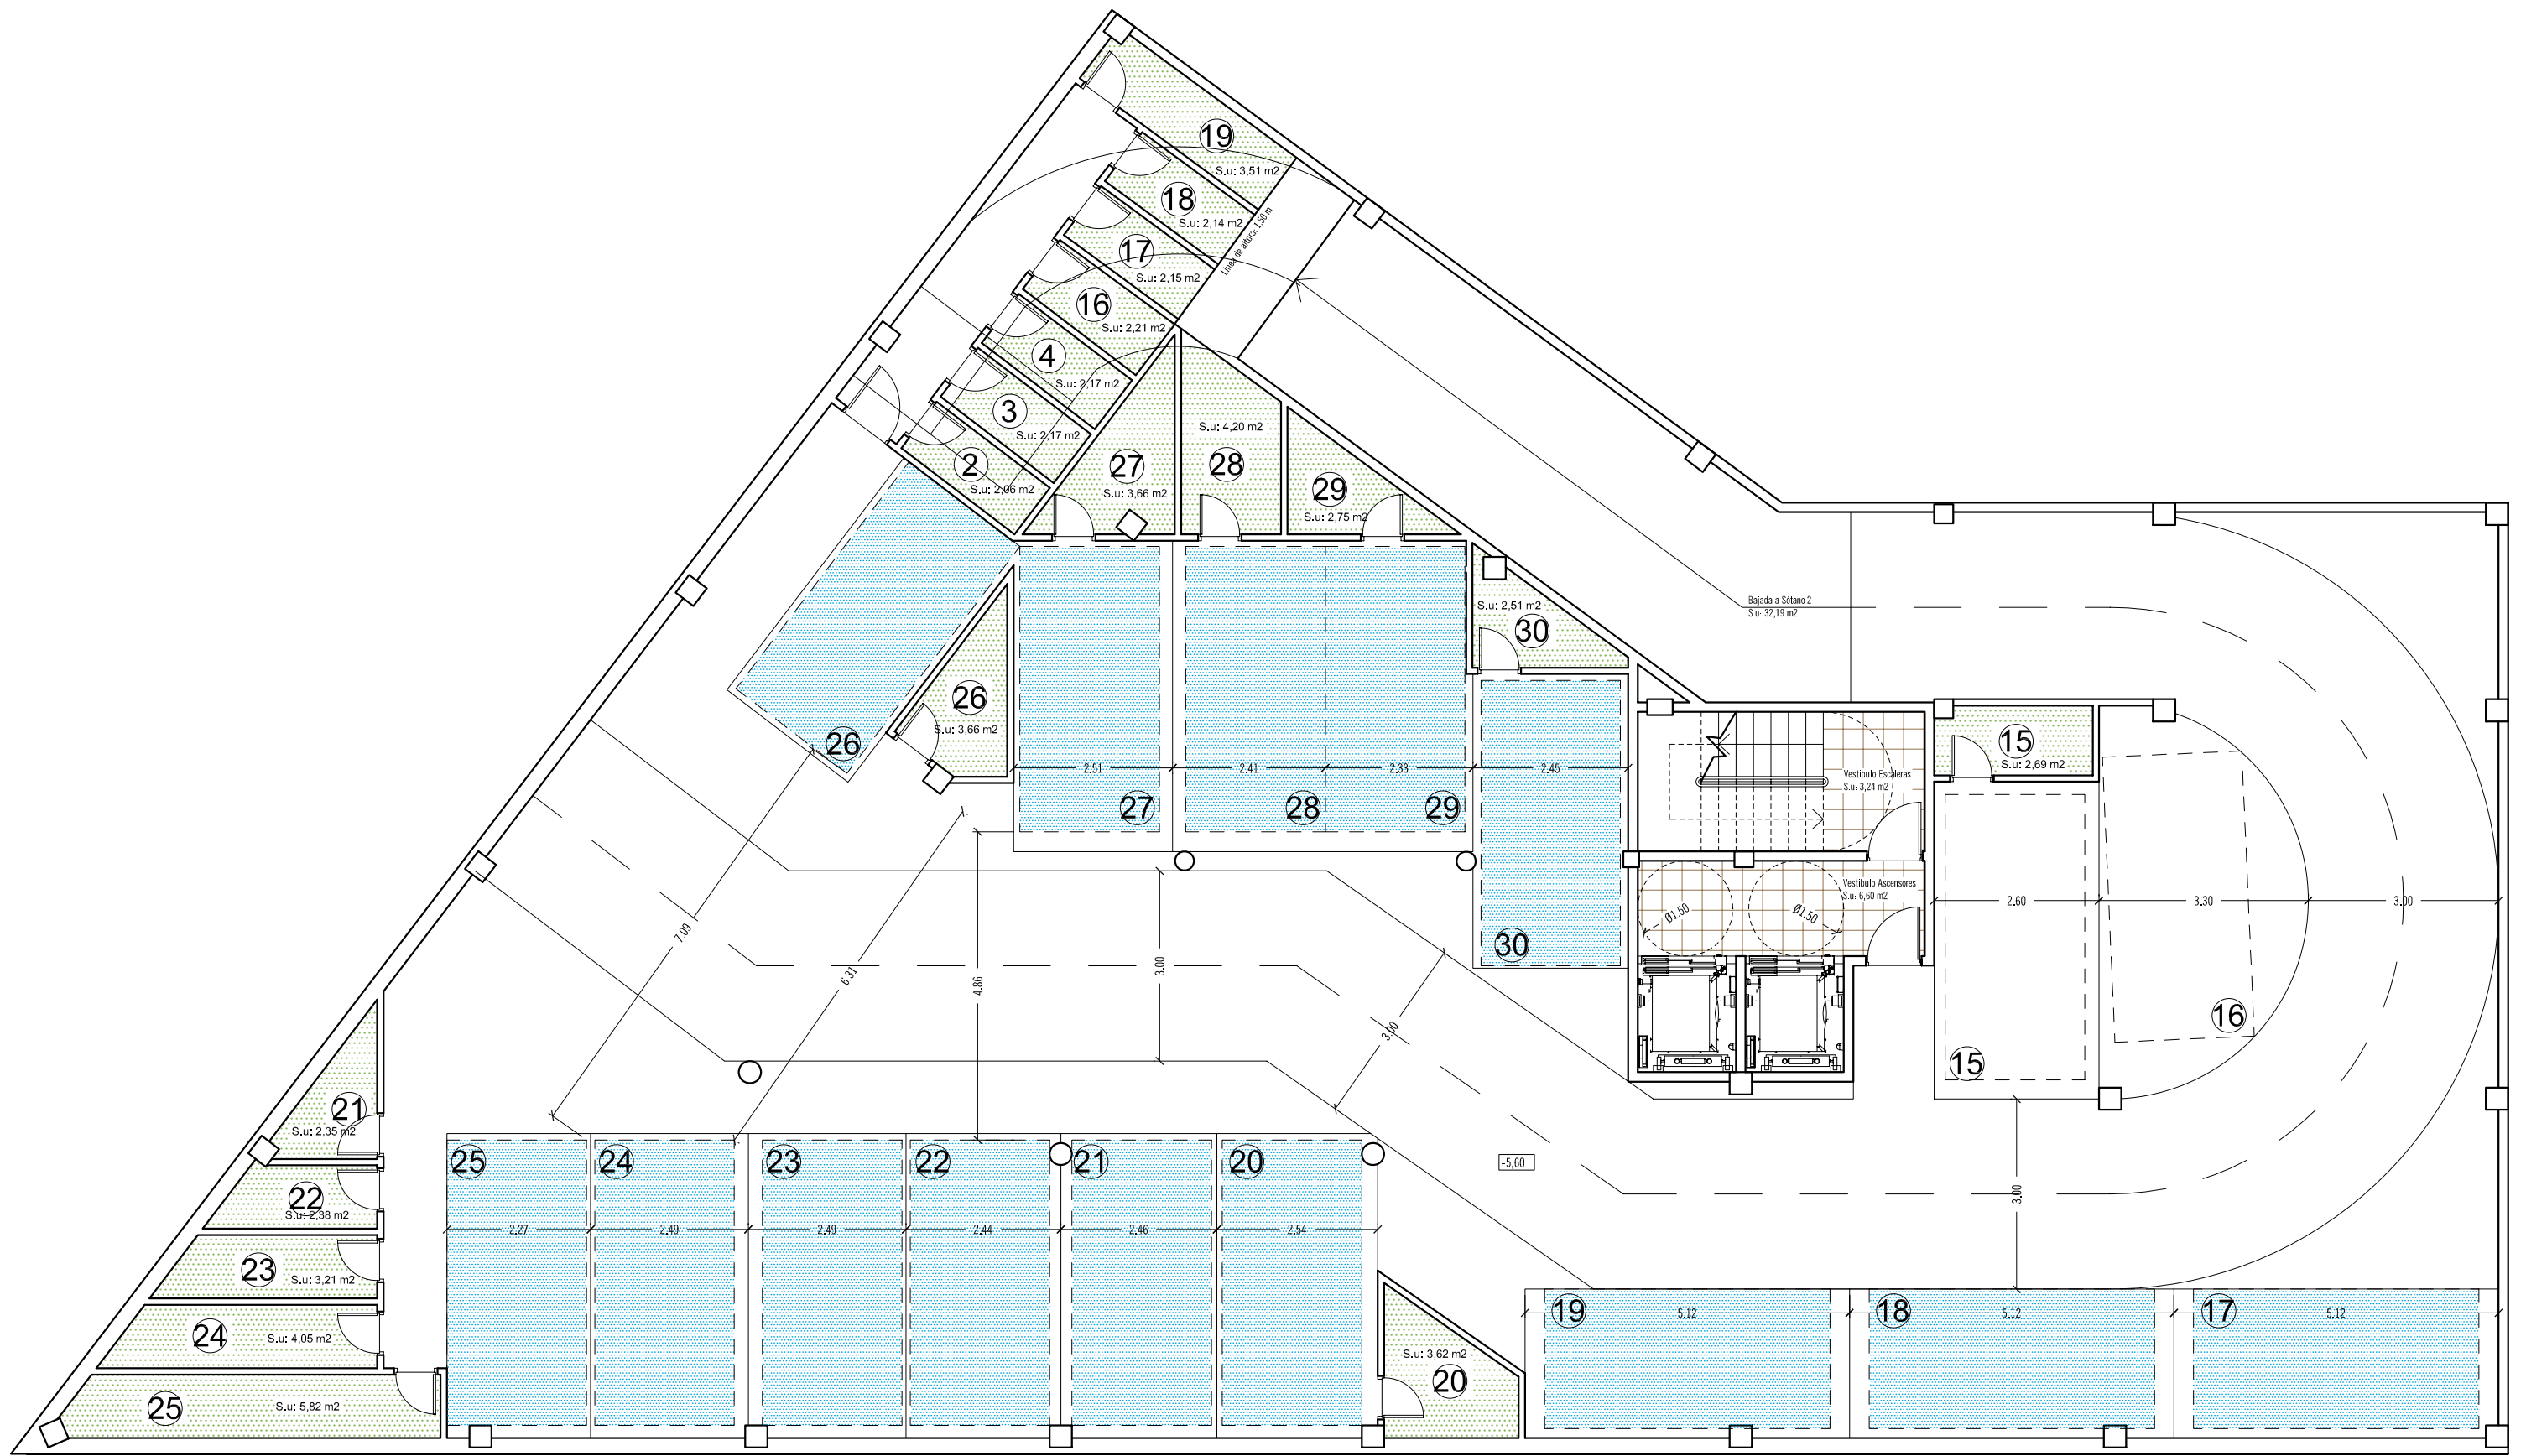 19
S.u: 3,51 m2
18
S.u: 2,14 m2
17
S.u: 2,15 m2
Línea de altura: 1,50 m
16
S.u: 2,21 m2
4
S.u: 2,17 m2
3
S.u: 2,17 m2
2
S.u: 2,06 m2
27
S.u: 3,66 m2
S.u: 4,20 m2
28
29
S.u: 2,75 m2
S.u: 2,51 m2
30
Bajada a Sótano 2
S.u: 32,19 m2
26
S.u: 3,66 m2
26
2.51
2.41
2.33
2.45
27
28
29
30
15
S.u: 2,69 m2
Vestíbulo Escaleras
S.u: 3,24 m2
Vestíbulo Ascensores
S.u: 6,60 m2
Ø1.50
Ø1.50
2.60
3.30
3.00
16
15
7.09
6.31
4.86
3.00
3.00
3.00
-5,60
21
S.u: 2,35 m2
22
S.u: 2,38 m2
23
S.u: 3,21 m2
24
S.u: 4,05 m2
25
S.u: 5,82 m2
25
24
23
22
21
20
2.27
2.49
2.49
2.44
2.46
2.54
S.u: 3,62 m2
20
19
18
17
5.12
5.12
5.12